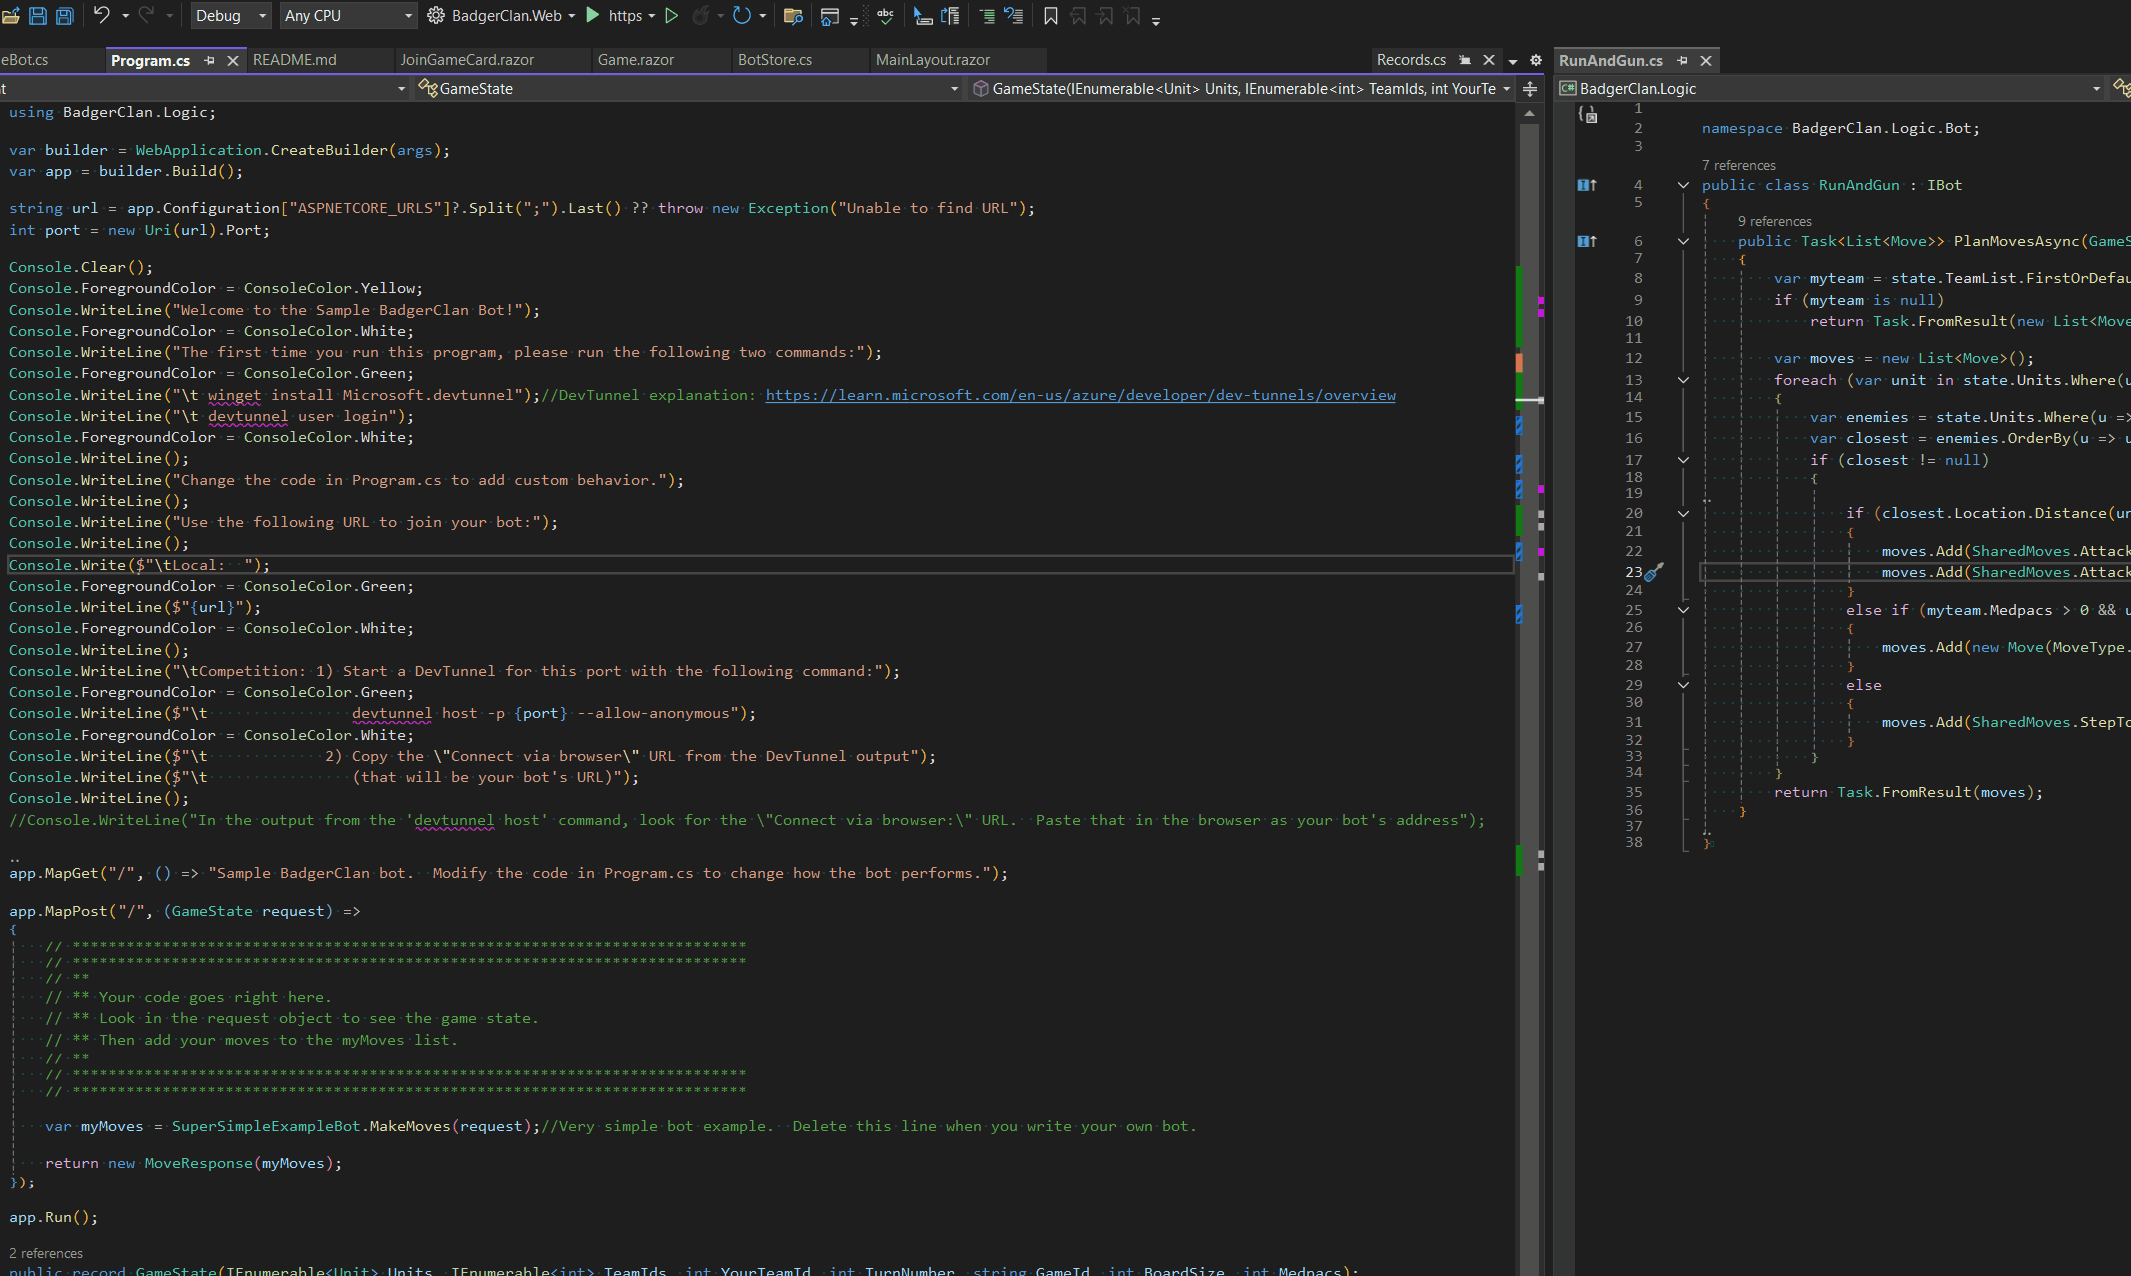 Debug
Any CPU
BadgerClan.Web
https
abc
eBot.cs
Program.cs
README.md
JoinGameCard.razor
Game.razor
BotStore.cs
MainLayout.razor
Records.cs
t
GameState
GameState(IEnumerable<Unit> Units, IEnumerable<int> TeamIds, int YourTe
using BadgerClan.Logic;
var builder = WebApplication.CreateBuilder(args);
var app = builder.Build();
string url = app.Configuration["ASPNETCORE_URLS"]?.Split(";").Last() ?? throw new Exception("Unable to find URL");
int port = new Uri(url).Port;
Console.Clear();
Console.ForegroundColor = ConsoleColor.Yellow;
Console.WriteLine("Welcome to the Sample BadgerClan Bot!");
Console.ForegroundColor = ConsoleColor.White;
Console.WriteLine("The first time you run this program, please run the following two commands:");
Console.ForegroundColor = ConsoleColor.Green;
Console.WriteLine("\t winget install Microsoft.devtunnel");//DevTunnel explanation: https://learn.microsoft.com/en-us/azure/developer/dev-tunnels/overview
Console.WriteLine("\t devtunnel user login");
Console.ForegroundColor = ConsoleColor.White;
Console.WriteLine();
Console.WriteLine("Change the code in Program.cs to add custom behavior.");
Console.WriteLine();
Console.WriteLine("Use the following URL to join your bot:");
Console.WriteLine();
Console.Write($"\tLocal:  ");
Console.ForegroundColor = ConsoleColor.Green;
Console.WriteLine($"{url}");
Console.ForegroundColor = ConsoleColor.White;
Console.WriteLine();
Console.WriteLine("\tCompetition: 1) Start a DevTunnel for this port with the following command:");
Console.ForegroundColor = ConsoleColor.Green;
Console.WriteLine($"\t                devtunnel host -p {port} --allow-anonymous");
Console.ForegroundColor = ConsoleColor.White;
Console.WriteLine($"\t             2) Copy the \"Connect via browser\" URL from the DevTunnel output");
Console.WriteLine($"\t                (that will be your bot's URL)");
Console.WriteLine();
//Console.WriteLine("In the output from the 'devtunnel host' command, look for the \"Connect via browser:\" URL.  Paste that in the browser as your bot's address");
app.MapGet("/", () => "Sample BadgerClan bot.  Modify the code in Program.cs to change how the bot performs.");
app.MapPost("/", (GameState request) =>
{
// ***************************************************************************
// ***************************************************************************
// **
// ** Your code goes right here.
// ** Look in the request object to see the game state.
// ** Then add your moves to the myMoves list.
// **
// ***************************************************************************
// ***************************************************************************
var myMoves = SuperSimpleExampleBot.MakeMoves(request);//Very simple bot example.  Delete this line when you write your own bot.
return new MoveResponse(myMoves);
});
app.Run();
2 references
public record GameState(IEnumerable<Unit> Units, IEnumerable<int> TeamIds, int YourTeamId, int TurnNumber, string GameId, int BoardSize, int Medpacs);
RunAndGun.cs
C# BadgerClan.Logic
1
2 namespace BadgerClan.Logic.Bot;
3
7 references
4 public class RunAndGun : IBot
5 {
9 references
6 public Task<List<Move>> PlanMovesAsync(GameS
7 {
8 var myteam = state.TeamList.FirstOrDefau
9 if (myteam is null)
10 return Task.FromResult(new List<Move
11
12 var moves = new List<Move>();
13 foreach (var unit in state.Units.Where(u
14 {
15 var enemies = state.Units.Where(u =>
16 var closest = enemies.OrderBy(u => u
17 if (closest != null)
18 {
19
20 if (closest.Location.Distance(un
21 {
22 moves.Add(SharedMoves.Attack
23 moves.Add(SharedMoves.Attack
24 }
25 else if (myteam.Medpacs > 0 && u
26 {
27 moves.Add(new Move(MoveType.
28 }
29 else
30 {
31 moves.Add(SharedMoves.StepTo
32 }
33 }
34 }
35 return Task.FromResult(moves);
36 }
37
38 }